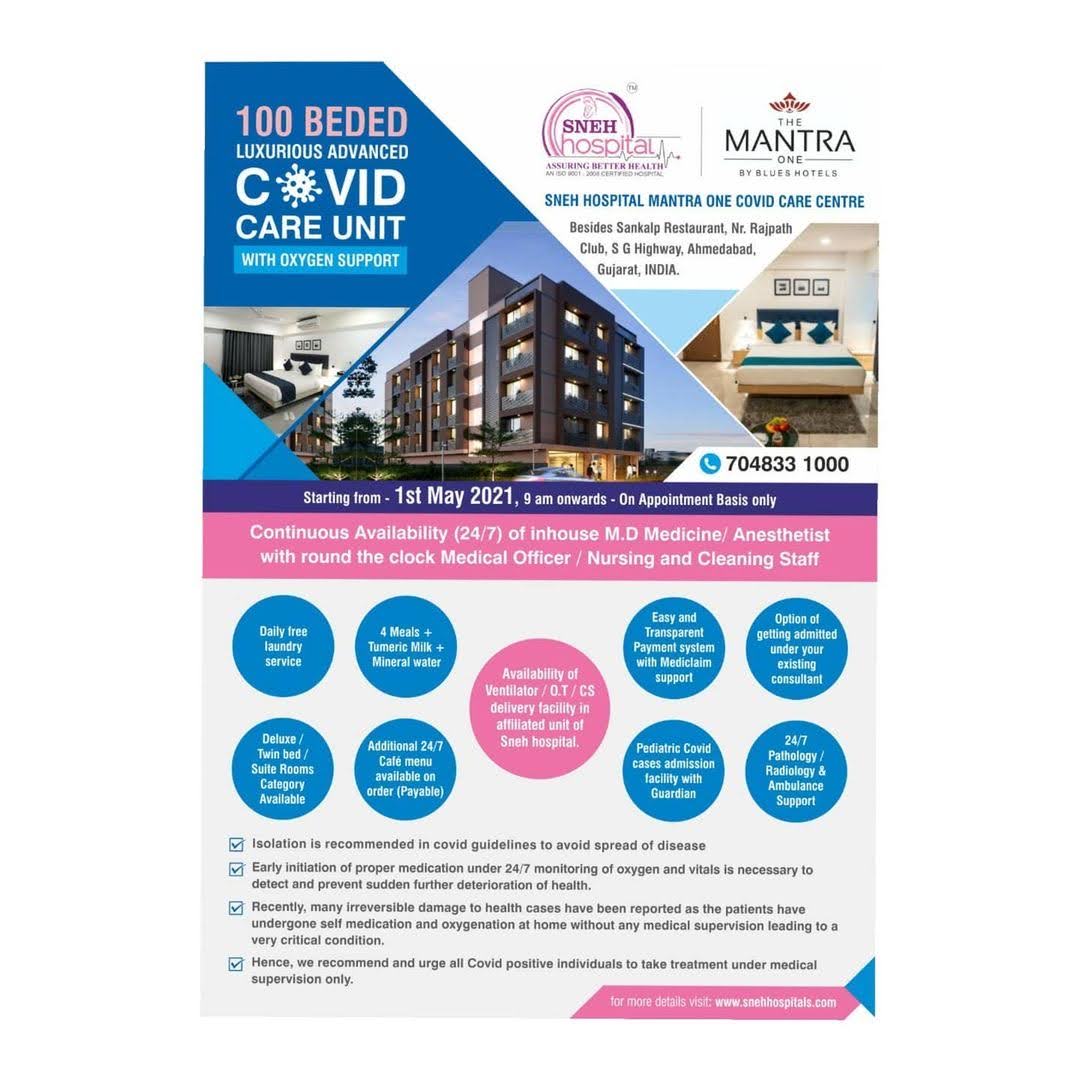 100 BEDED
LUXURIOUS ADVANCED
COVID
CARE UNIT
WITH OXYGEN SUPPORT
TM
SNEH
hospital
ASSURING BETTER HEALTH
AN ISO 9001 : 2008 CERTIFIED HOSPITAL
THE
MANTRA
ONE
BY BLUES HOTELS
SNEH HOSPITAL MANTRA ONE COVID CARE CENTRE
Besides Sankalp Restaurant, Nr. Rajpath
Club, S G Highway, Ahmedabad,
Gujarat, INDIA.
704833 1000
Starting from - 1st May 2021, 9 am onwards - On Appointment Basis only
Continuous Availability (24/7) of inhouse M.D Medicine/ Anesthetist
with round the clock Medical Officer / Nursing and Cleaning Staff
Daily free
laundry
service
4 Meals +
Tumeric Milk +
Mineral water
Availability of
Ventilator / O.T / CS
delivery facility in
affiliated unit of
Sneh hospital.
Easy and
Transparent
Payment system
with Mediclaim
support
Option of
getting admitted
under your
existing
consultant
Deluxe /
Twin bed /
Suite Rooms
Category
Available
Additional 24/7
Café menu
available on
order (Payable)
Pediatric Covid
cases admission
facility with
Guardian
24/7
Pathology /
Radiology &
Ambulance
Support
Isolation is recommended in covid guidelines to avoid spread of disease
Early initiation of proper medication under 24/7 monitoring of oxygen and vitals is necessary to
detect and prevent sudden further deterioration of health.
Recently, many irreversible damage to health cases have been reported as the patients have
undergone self medication and oxygenation at home without any medical supervision leading to a
very critical condition.
Hence, we recommend and urge all Covid positive individuals to take treatment under medical
supervision only.
for more details visit: www.snehhospitals.com